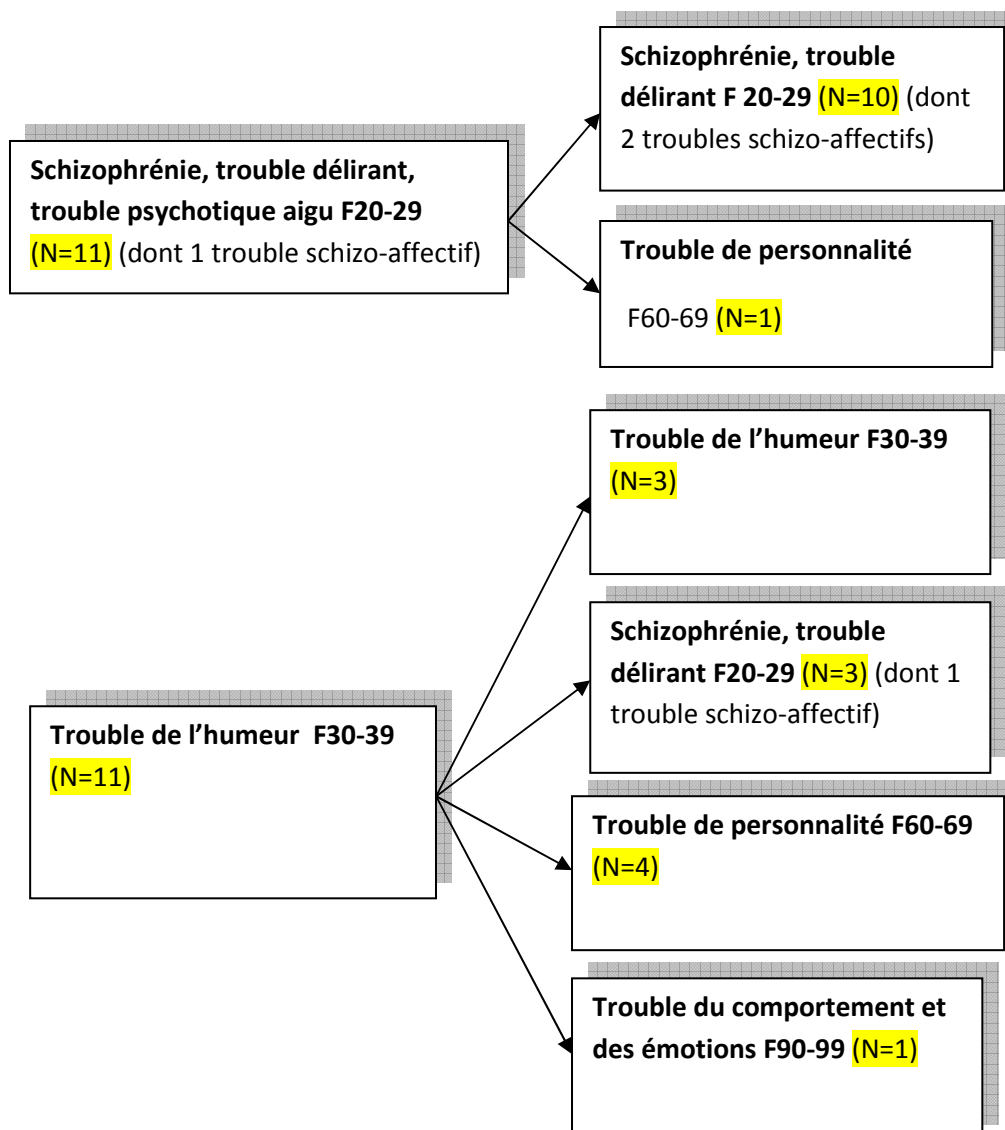 Schizophrénie, trouble délirant,
trouble psychotique aigu F20-29
(N=11) (dont 1 trouble schizo-affectif)
Schizophrénie, trouble
délirant F 20-29 (N=10) (dont
2 troubles schizo-affectifs)
Trouble de personnalité
F60-69 (N=1)
Trouble de l’humeur F30-39
(N=11)
Trouble de l’humeur F30-39
(N=3)
Schizophrénie, trouble
délirant F20-29 (N=3) (dont 1
trouble schizo-affectif)
Trouble de personnalité F60-69
(N=4)
Trouble du comportement et
des émotions F90-99 (N=1)